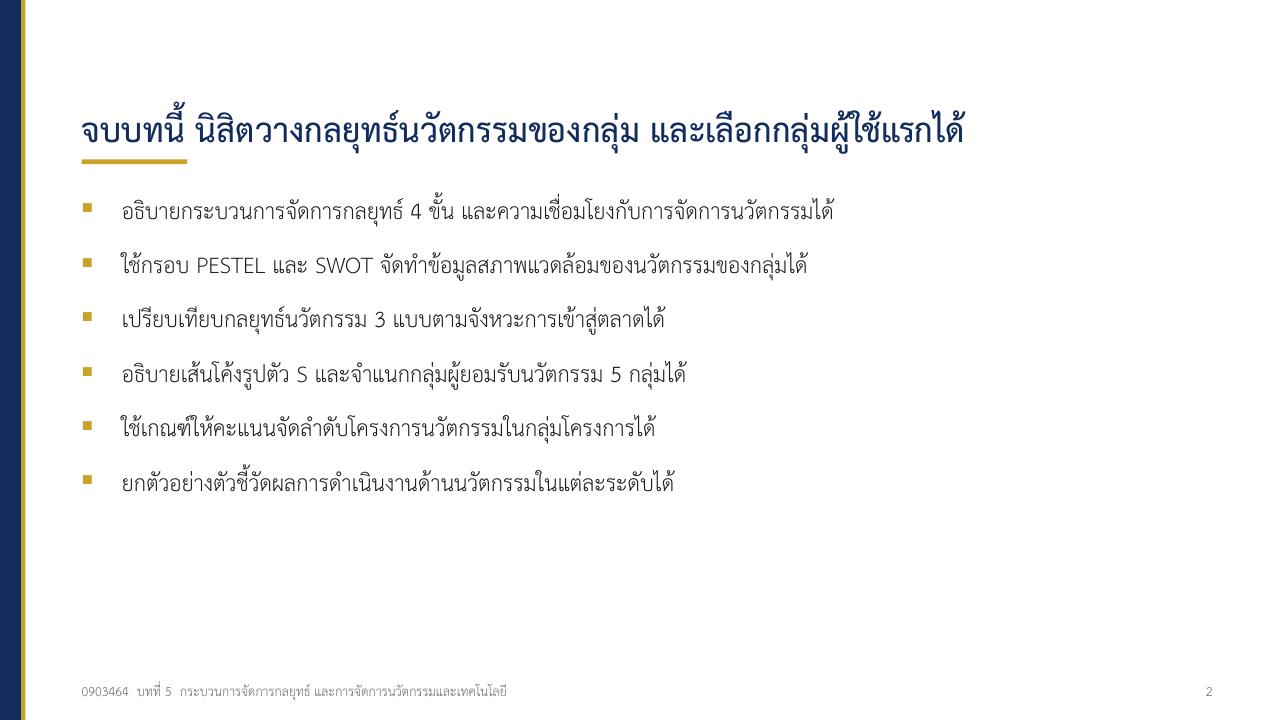 จบบทนี้ นิสิตวางกลยุทธ์นวัตกรรมของกลุ่ม และเลือกกลุ่มผู้ใช้แรกได้
อธิบายกระบวนการจัดการกลยุทธ์ 4 ขั้น และความเชื่อมโยงกับการจัดการนวัตกรรมได้
ใช้กรอบ PESTEL และ SWOT จัดทำข้อมูลสภาพแวดล้อมของนวัตกรรมของกลุ่มได้
เปรียบเทียบกลยุทธ์นวัตกรรม 3 แบบตามจังหวะการเข้าสู่ตลาดได้
อธิบายเส้นโค้งรูปตัว S และจำแนกกลุ่มผู้ยอมรับนวัตกรรม 5 กลุ่มได้
ใช้เกณฑ์ให้คะแนนจัดลำดับโครงการนวัตกรรมในกลุ่มโครงการได้
ยกตัวอย่างตัวชี้วัดผลการดำเนินงานด้านนวัตกรรมในแต่ละระดับได้
0903464 บทที่ 5 กระบวนการจัดการกลยุทธ์ และการจัดการนวัตกรรมและเทคโนโลยี
2